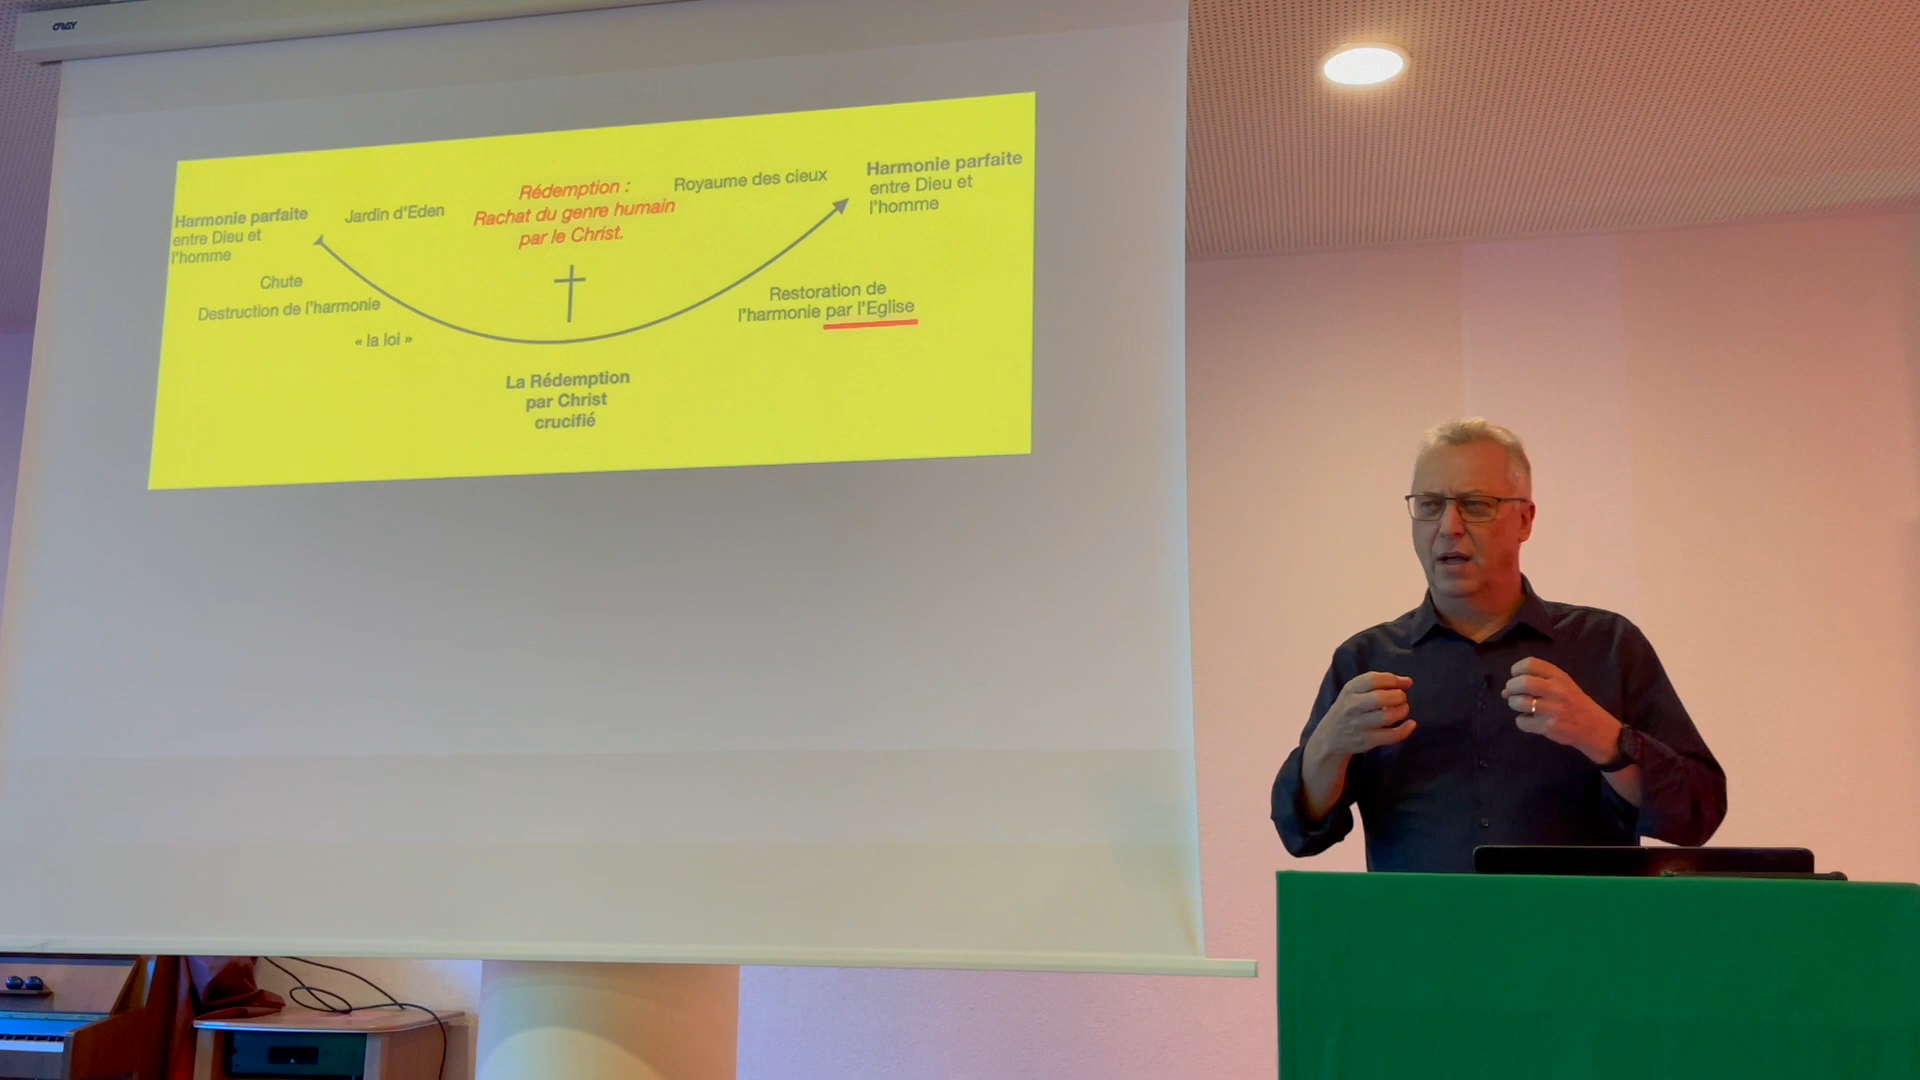 ORAY
Harmonie parfaite
entre Dieu et
l'homme
Jardin d'Eden
Rédemption :
Rachat du genre humain
par le Christ.
Royaume des cieux
Harmonie parfaite
entre Dieu et
l'homme
Chute
Destruction de l'harmonie
« la loi »
Restoration de
l'harmonie par l'Eglise
La Rédemption
par Christ
crucifié